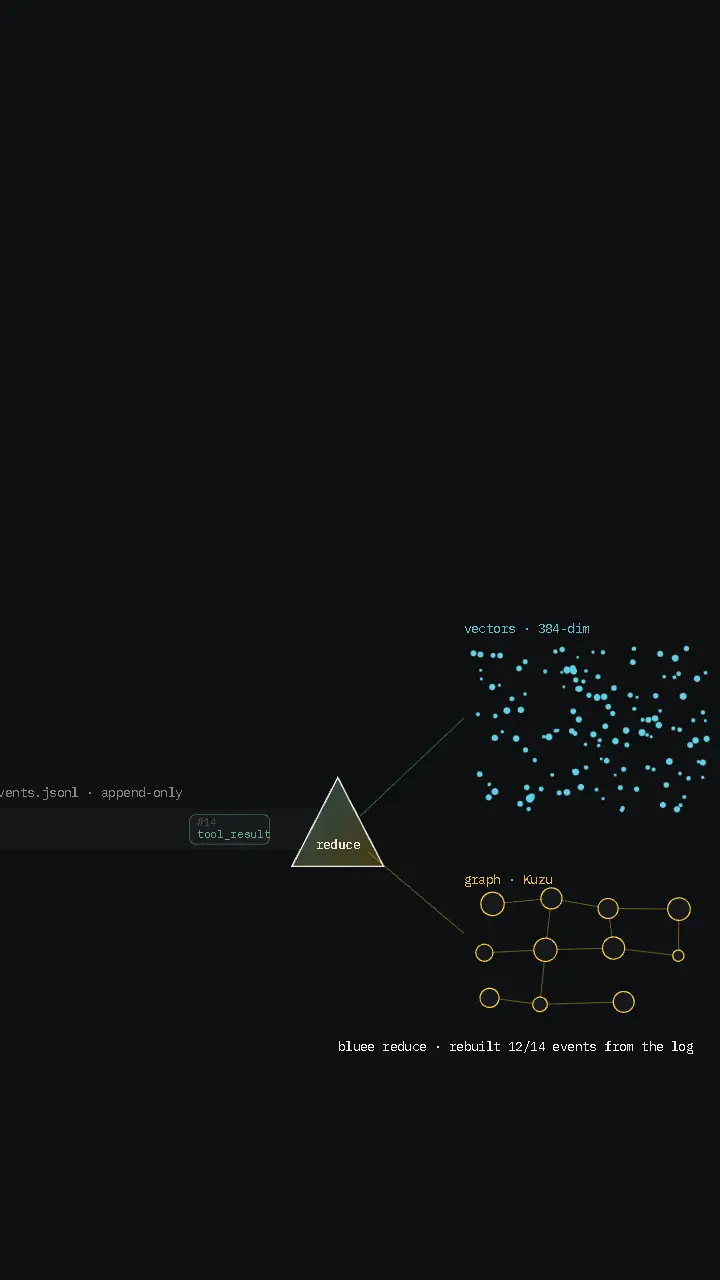 vectors · 384-dim
vents.jsonl · append-only
#14
tool_result
reduce
graph · Kuzu
bluee reduce · rebuilt 12/14 events from the log